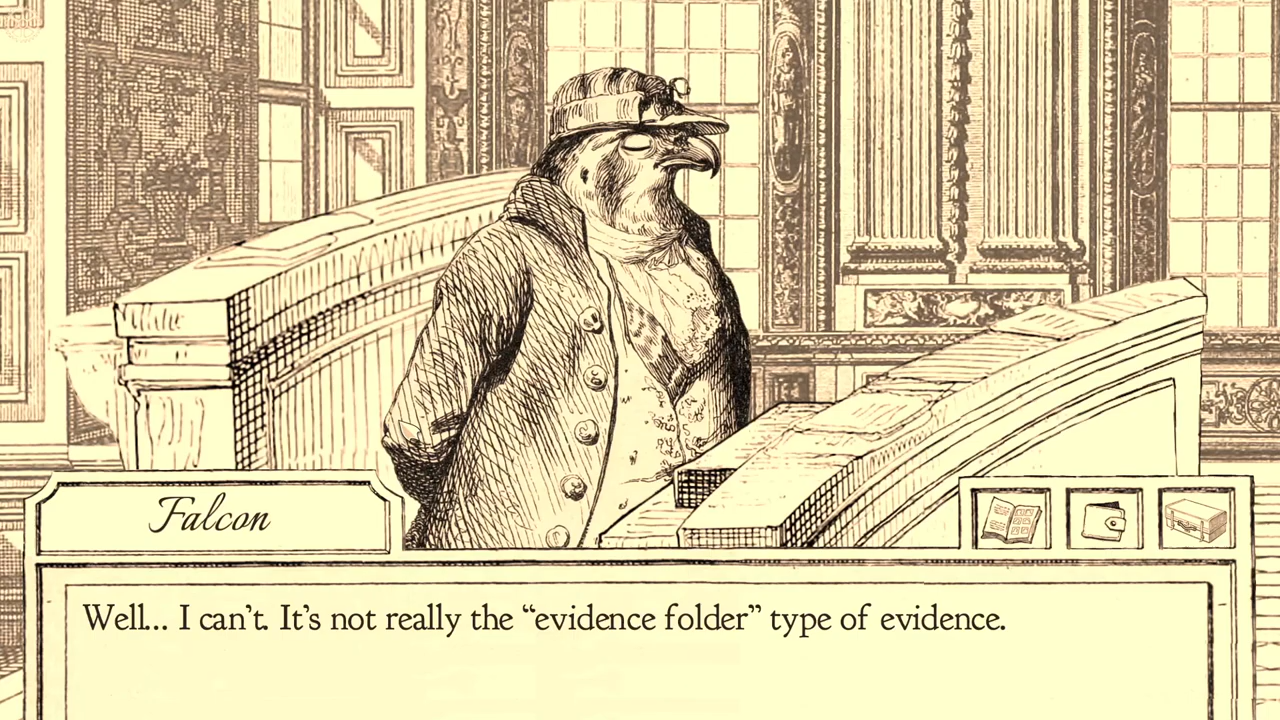 Falcon
Well... I can't. It's not really the “evidence folder” type of evidence.